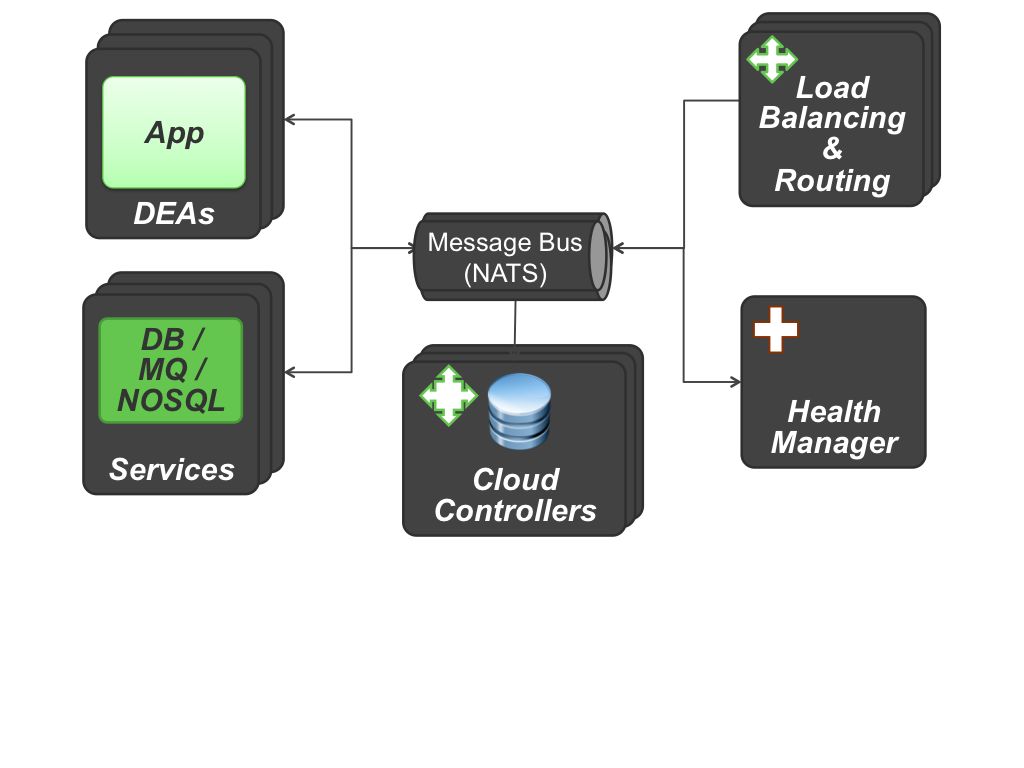 App
DEAs
DB /
MQ /
NOSQL
Services
Message Bus
(NATS)
Cloud
Controllers
Load
Balancing
&
Routing
Health
Manager